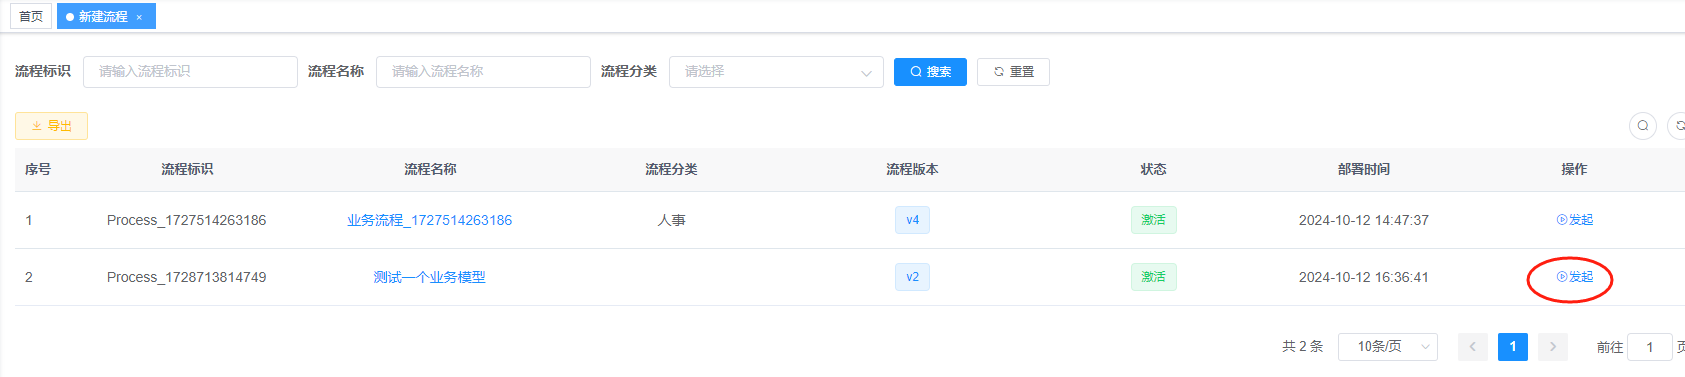 首页 新建流程 ×
流程标识 请输入流程标识 流程名称 请输入流程名称 流程分类 请选择 搜索 重置
导出
序号 流程标识 流程名称 流程分类 流程版本 状态 部署时间 操作
1 Process_1727514263186 业务流程_1727514263186 人事 v4 激活 2024-10-12 14:47:37 发起
2 Process_1728713814749 测试一个业务模型 v2 激活 2024-10-12 16:36:41 发起
共 2 条 10条/页 1 前往 1 页